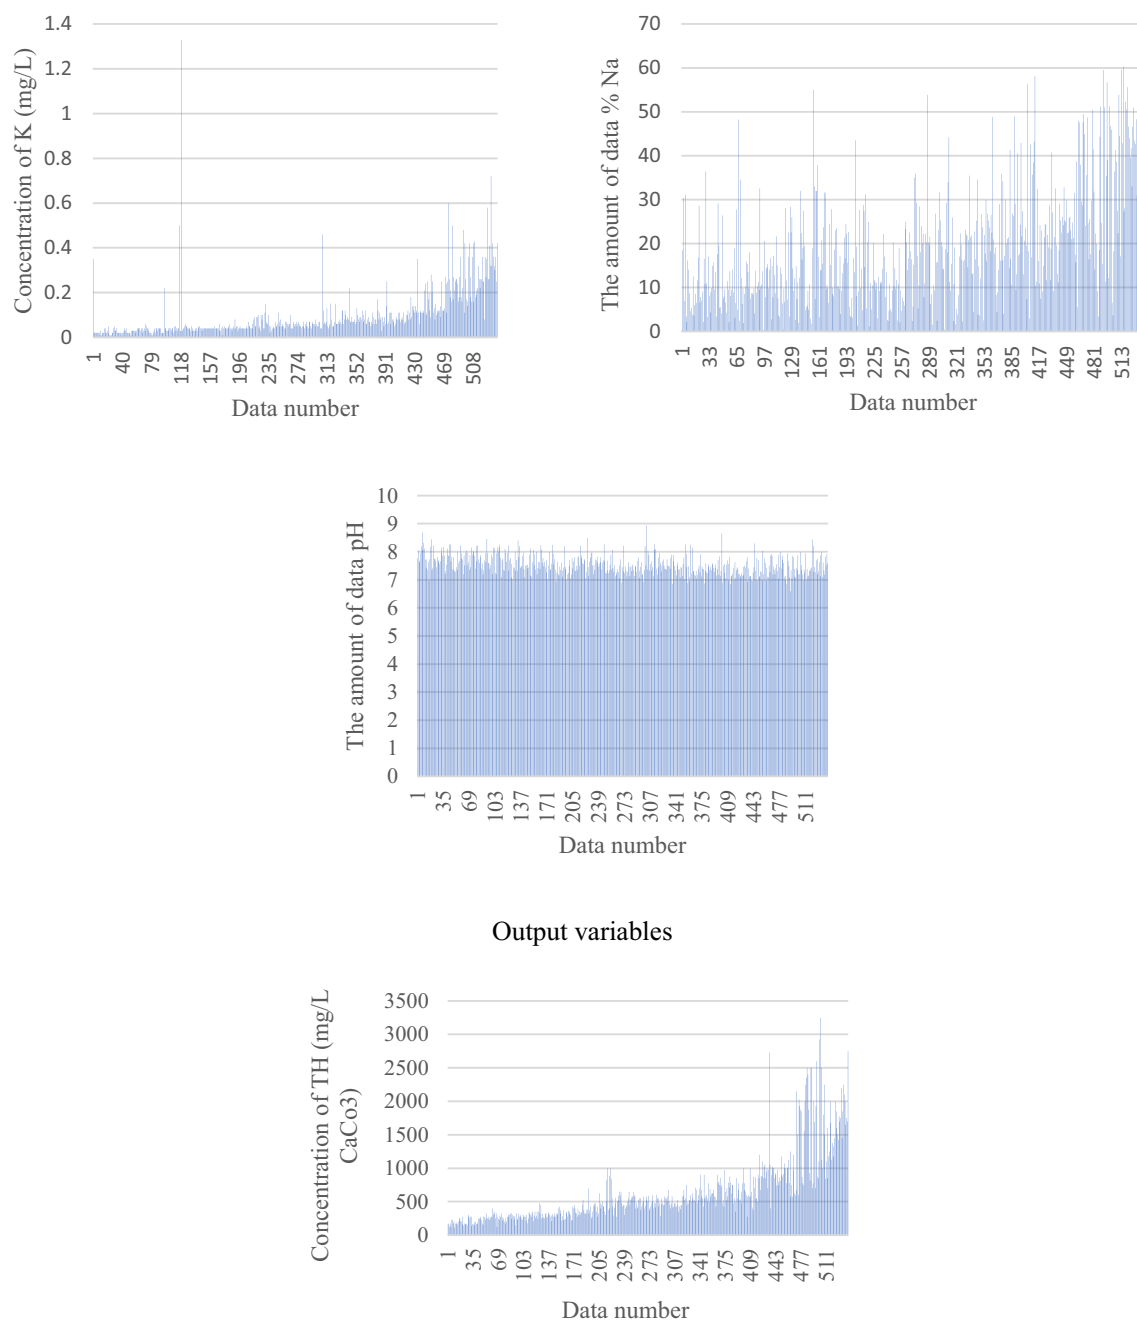 Concentration of K (mg/L)
1.4
1.2
1
0.8
0.6
0.4
0.2
0
1 40 79 118 157 196 235 274 313 352 391 430 469 508
Data number
The amount of data % Na
70
60
50
40
30
20
10
0
1 33 65 97 129 161 193 225 257 289 321 353 385 417 449 481 513
Data number
The amount of data pH
10
9
8
7
6
5
4
3
2
1
0
1 35 69 103 137 171 205 239 273 307 341 375 409 443 477 511
Data number
Output variables
Concentration of TH (mg/L
CaCo3)
3500
3000
2500
2000
1500
1000
500
0
1 35 69 103 137 171 205 239 273 307 341 375 409 443 477 511
Data number